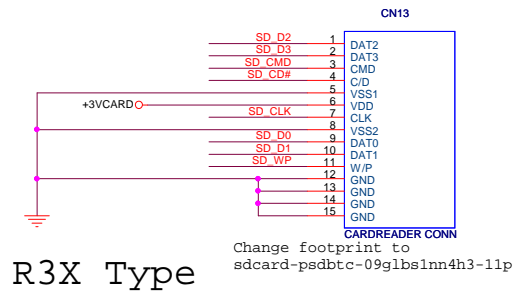 CN13
SD_D2 1 DAT2
SD_D3 2 DAT3
SD_CMD 3 CMD
SD_CD# 4 C/D
5 VSS1
+3VCARD 6 VDD
SD_CLK 7 CLK
8 VSS2
SD_D0 9 DAT0
SD_D1 10 DAT1
SD_WP 11 W/P
12 GND
13 GND
14 GND
15 GND
CARDREADER CONN
Change footprint to
sdcard-psdbtc-09glbs1nn4h3-11p
R3X Type